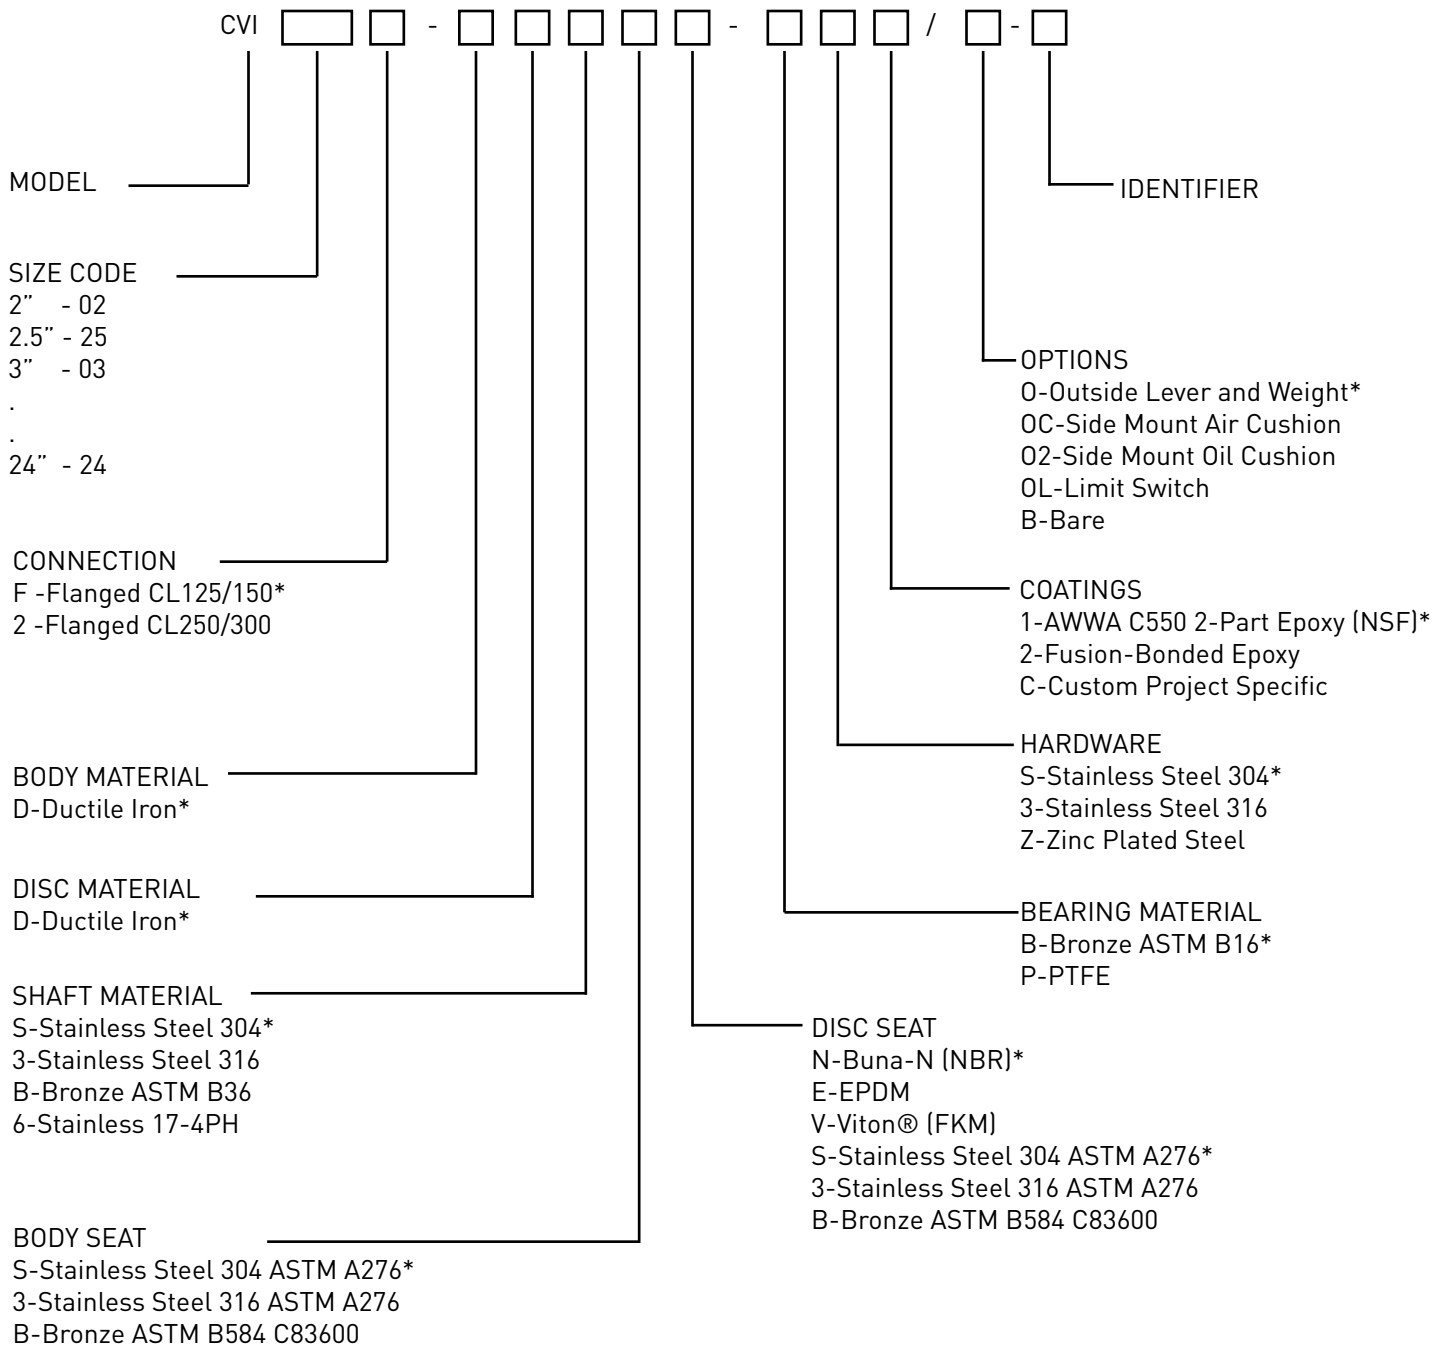 CVI - - / -
MODEL
SIZE CODE
2” - 02
2.5” - 25
3” - 03
.
.
24” - 24
CONNECTION
F -Flanged CL125/150*
2 -Flanged CL250/300
BODY MATERIAL
D-Ductile Iron*
DISC MATERIAL
D-Ductile Iron*
SHAFT MATERIAL
S-Stainless Steel 304*
3-Stainless Steel 316
B-Bronze ASTM B36
6-Stainless 17-4PH
BODY SEAT
S-Stainless Steel 304 ASTM A276*
3-Stainless Steel 316 ASTM A276
B-Bronze ASTM B584 C83600
IDENTIFIER
OPTIONS
O-Outside Lever and Weight*
OC-Side Mount Air Cushion
O2-Side Mount Oil Cushion
OL-Limit Switch
B-Bare
COATINGS
1-AWWA C550 2-Part Epoxy (NSF)*
2-Fusion-Bonded Epoxy
C-Custom Project Specific
HARDWARE
S-Stainless Steel 304*
3-Stainless Steel 316
Z-Zinc Plated Steel
BEARING MATERIAL
B-Bronze ASTM B16*
P-PTFE
DISC SEAT
N-Buna-N (NBR)*
E-EPDM
V-Viton® (FKM)
S-Stainless Steel 304 ASTM A276*
3-Stainless Steel 316 ASTM A276
B-Bronze ASTM B584 C83600